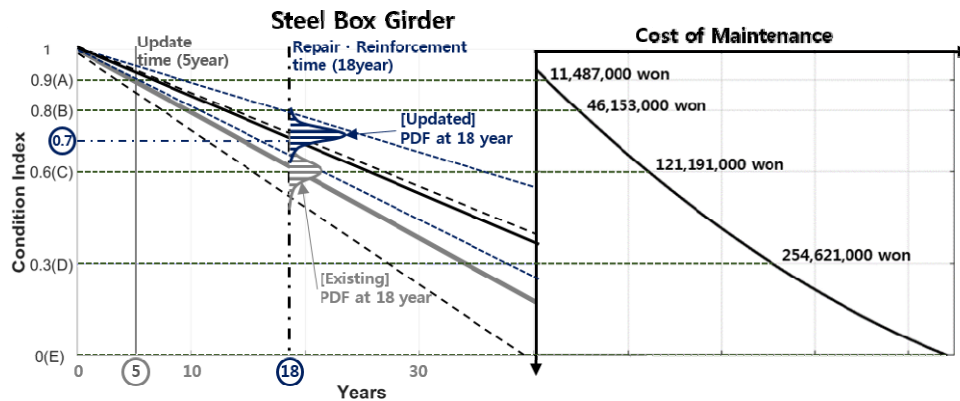 Steel Box Girder
Cost of Maintenance
Update
time (5year)
Repair · Reinforcement
time (18year)
1
0.9(A)
0.8(B)
0.7
0.6(C)
0.3(D)
0(E)
Condition Index
[Updated]
PDF at 18 year
[Existing]
PDF at 18 year
11,487,000 won
46,153,000 won
121,191,000 won
254,621,000 won
0
5
10
18
30
Years